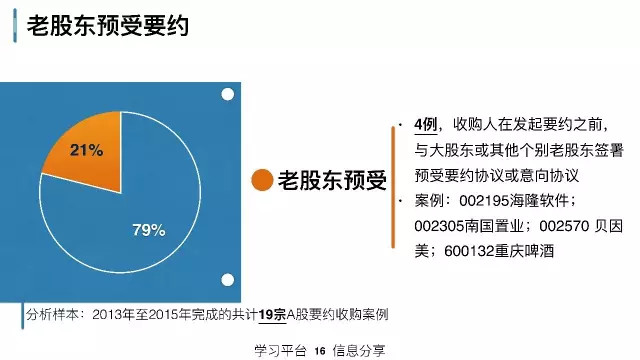 老股东预受要约
21%
79%
老股东预受
• 4例，收购人在发起要约之前，
与大股东或其他个别老股东签署
预受要约协议或意向协议
• 案例：002195海隆软件；
002305南国置业；002570 贝因
美；600132重庆啤酒
分析样本：2013年至2015年完成的共计19宗A股要约收购案例
学习平台 16 信息分享